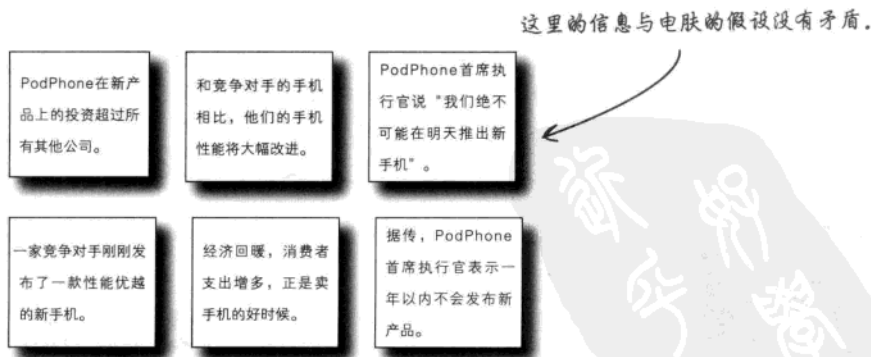 这里的信息与电肤的假设没有矛盾.
PodPhone在新产
品上的投资超过所
有其他公司。
和竞争对手的手机
相比，他们的手机
性能将大幅改进。
PodPhone首席执
行官说“我们绝不
可能在明天推出新
手机”。
一家竞争对手刚刚发
布了一款性能优越
的新手机。
经济回暖，消费者
支出增多，正是卖
手机的好时候。
据传，PodPhone
首席执行官表示一
年以内不会发布新
产品。